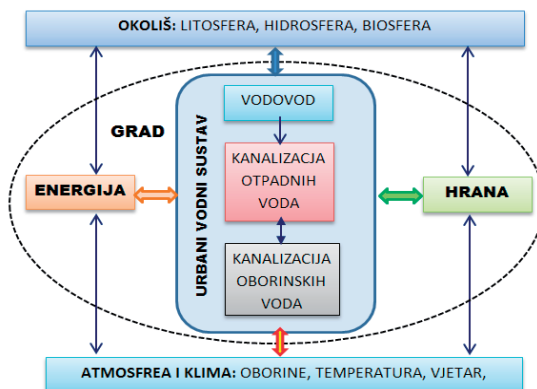 OKOLIŠ: LITOSFERA, HIDROSFERA, BIOSFERA
GRAD
URBANI VODNI SUSTAV
VODOVOD
KANALIZACJA
OTPADNIH
VODA
ENERGIJA
HRANA
KANALIZACIJA
OBORINSKIH
VODA
ATMOSFREA I KLIMA: OBORINE, TEMPERATURA, VJETAR,